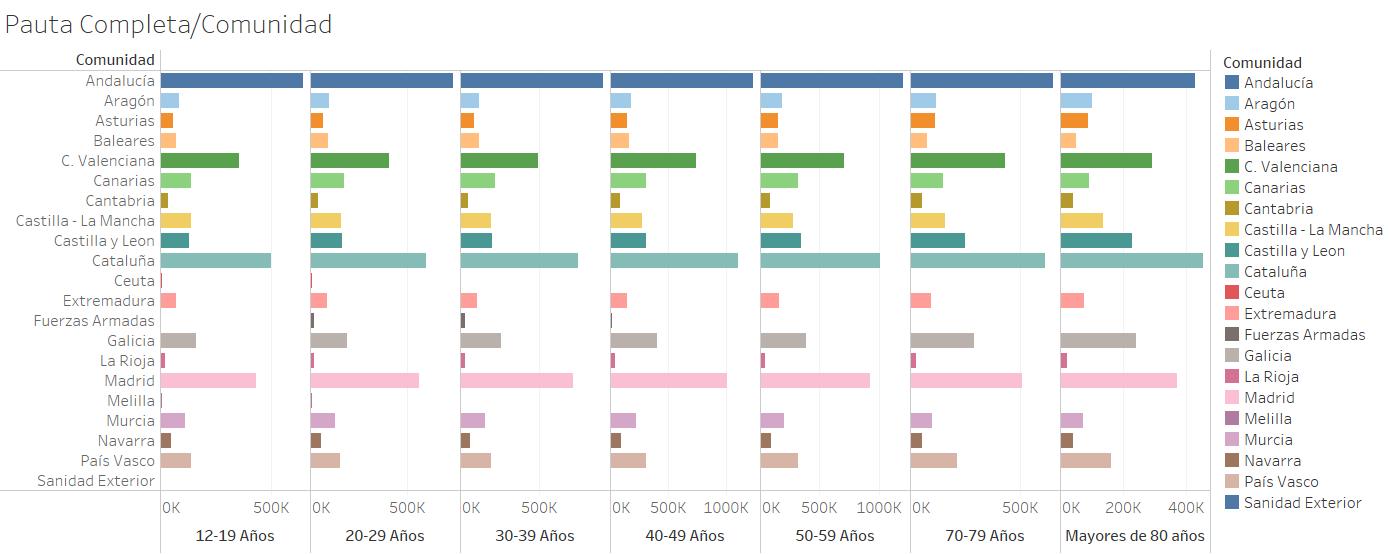 Pauta Completa/Comunidad
Comunidad
Andalucía
Aragón
Asturias
Baleares
C. Valenciana
Canarias
Cantabria
Castilla - La Mancha
Castilla y Leon
Cataluña
Ceuta
Extremadura
Fuerzas Armadas
Galicia
La Rioja
Madrid
Melilla
Murcia
Navarra
País Vasco
Sanidad Exterior
0K 500K 0K 500K 0K 500K 0K 500K 1000K 0K 500K 1000K 0K 500K 0K 200K 400K
12-19 Años 20-29 Años 30-39 Años 40-49 Años 50-59 Años 70-79 Años Mayores de 80 años
Comunidad
Andalucía
Aragón
Asturias
Baleares
C. Valenciana
Canarias
Cantabria
Castilla - La Mancha
Castilla y Leon
Cataluña
Ceuta
Extremadura
Fuerzas Armadas
Galicia
La Rioja
Madrid
Melilla
Murcia
Navarra
País Vasco
Sanidad Exterior